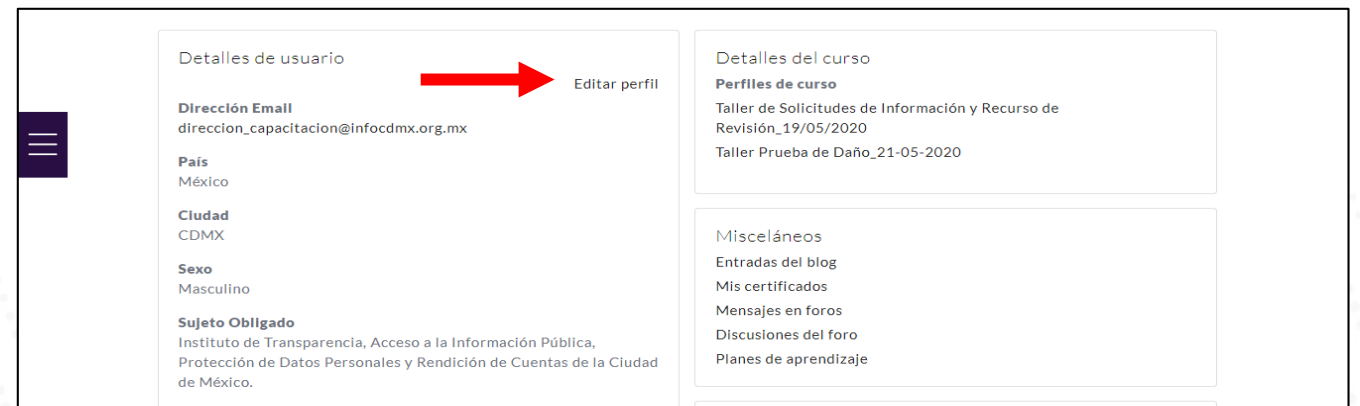 Detalles de usuario
Editar perfil
Dirección Email
direccion_capacitacion@infocdmx.org.mx
País
México
Ciudad
CDMX
Sexo
Masculino
Sujeto Obligado
Instituto de Transparencia, Acceso a la Información Pública,
Protección de Datos Personales y Rendición de Cuentas de la Ciudad
de México.
Detalles del curso
Perfiles de curso
Taller de Solicitudes de Información y Recurso de
Revisión_19/05/2020
Taller Prueba de Daño_21-05-2020
Misceláneos
Entradas del blog
Mis certificados
Mensajes en foros
Discusiones del foro
Planes de aprendizaje